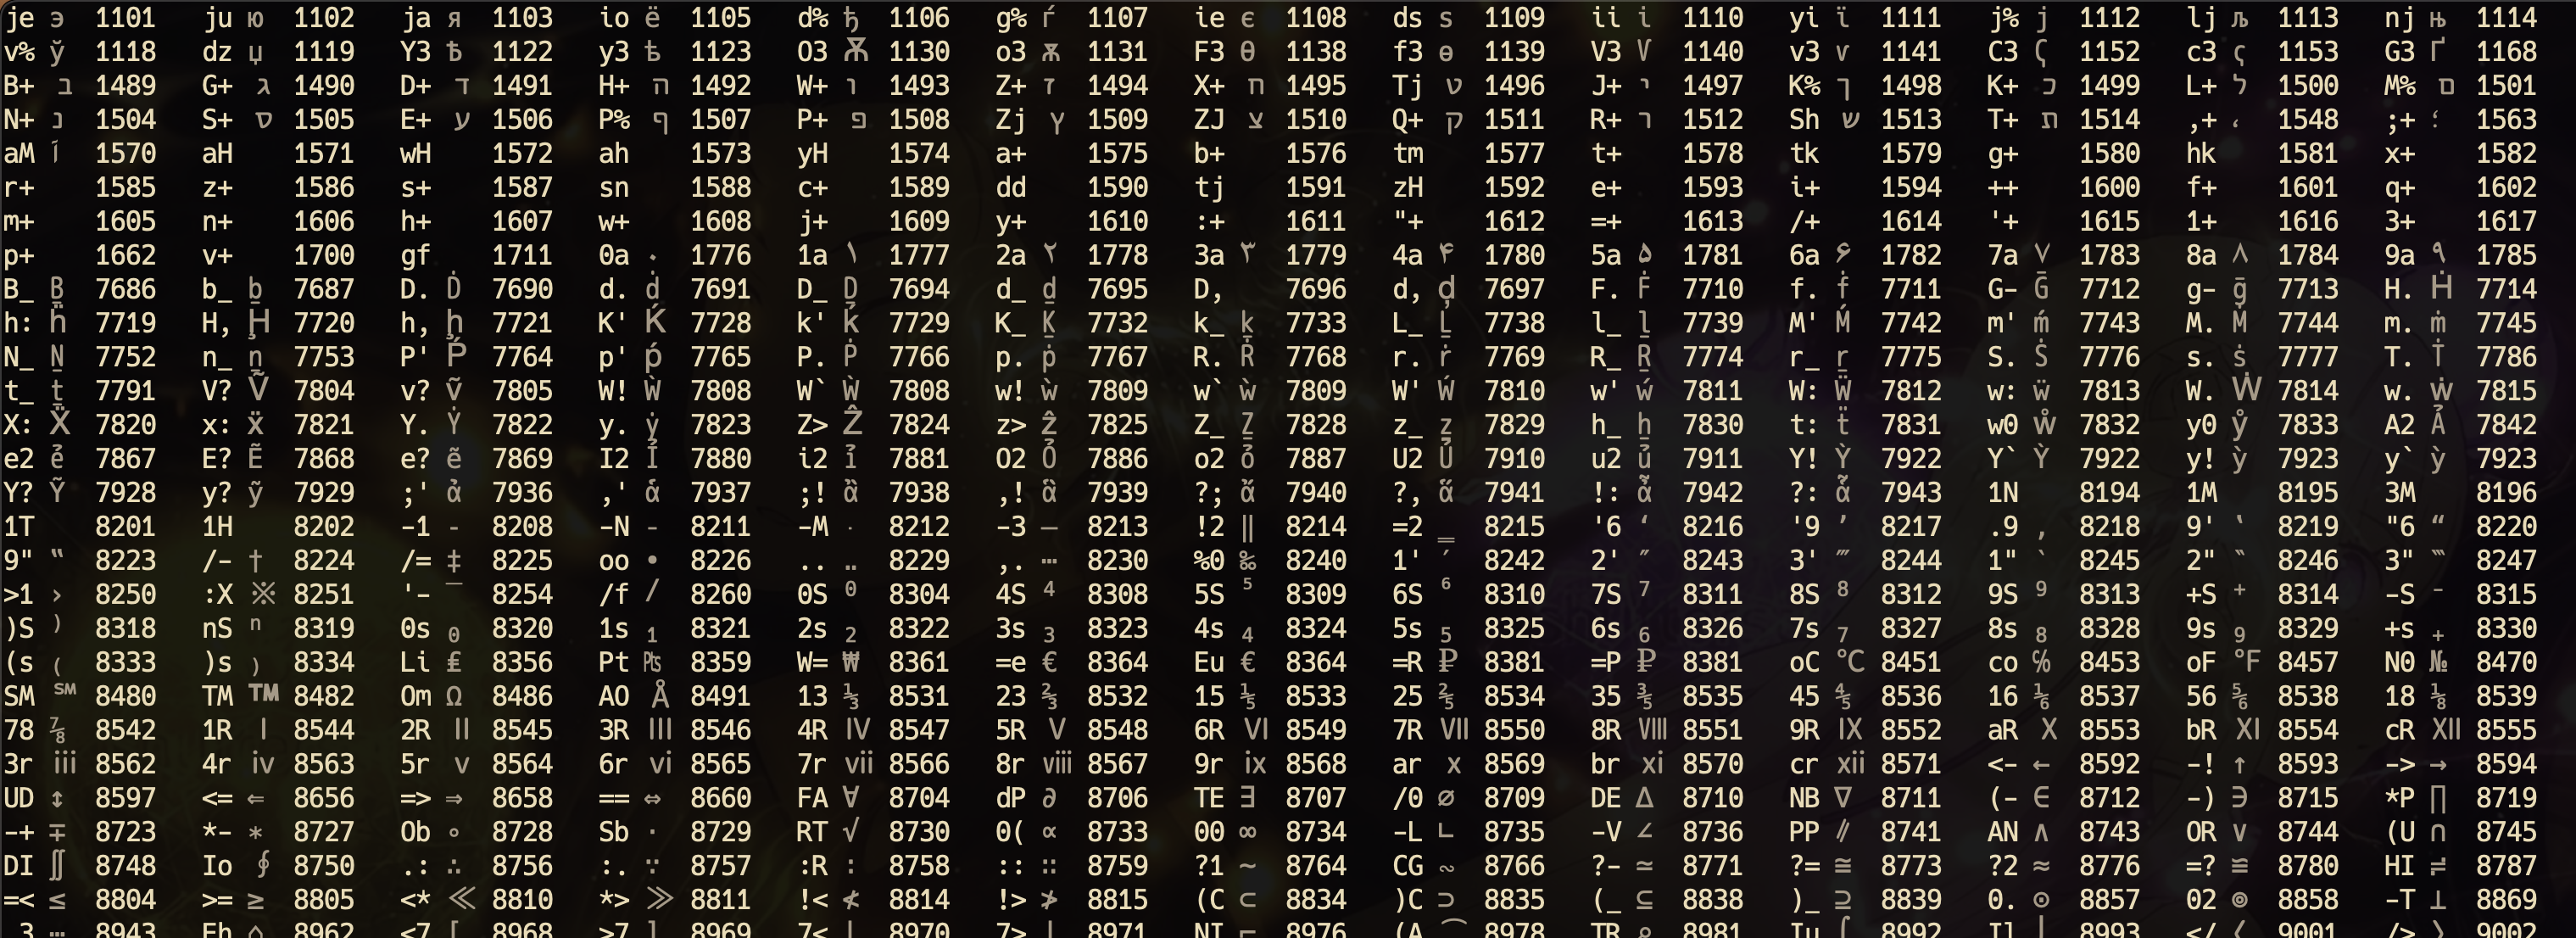 je э 1101 ju ю 1102 ja я 1103 io ё 1105 d% ђ 1106 g% ѓ 1107 ie є 1108 ds ѕ 1109 ii і 1110 yi ї 1111 j% ј 1112 lj љ 1113 nj њ 1114
v% ў 1118 dz џ 1119 Y3 Ѣ 1122 y3 ѣ 1123 O3 Ѫ 1130 o3 ѫ 1131 F3 Ѳ 1138 f3 ѳ 1139 V3 Ѵ 1140 v3 ѵ 1141 C3 Ҁ 1152 c3 ҁ 1153 G3 Ґ 1168
B+ ב 1489 G+ ג 1490 D+ ד 1491 H+ ה 1492 W+ ו 1493 Z+ ז 1494 X+ ח 1495 Tj ט 1496 J+ י 1497 K% ך 1498 K+ כ 1499 L+ ל 1500 M% ם 1501
N+ נ 1504 S+ ס 1505 E+ ע 1506 P% ף 1507 P+ פ 1508 Zj ץ 1509 ZJ צ 1510 Q+ ק 1511 R+ ר 1512 Sh ש 1513 T+ ת 1514 ,+ ، 1548 ;+ ؛ 1563
aM آ 1570 aH 1571 wH 1572 ah 1573 yH 1574 a+ 1575 b+ 1576 tm 1577 t+ 1578 tk 1579 g+ 1580 hk 1581 x+ 1582
r+ 1585 z+ 1586 s+ 1587 sn 1588 c+ 1589 dd 1590 tj 1591 zH 1592 e+ 1593 i+ 1594 ++ 1600 f+ 1601 q+ 1602
m+ 1605 n+ 1606 h+ 1607 w+ 1608 j+ 1609 y+ 1610 :+ 1611 "+ 1612 =+ 1613 /+ 1614 '+ 1615 1+ 1616 3+ 1617
p+ 1662 v+ 1700 gf 1711 0a ۰ 1776 1a ۱ 1777 2a ۲ 1778 3a ۳ 1779 4a ۴ 1780 5a ۵ 1781 6a ۶ 1782 7a ۷ 1783 8a ۸ 1784 9a ۹ 1785
B_ Ḇ 7686 b_ ḇ 7687 D. Ḋ 7690 d. ḋ 7691 D_ Ḏ 7694 d_ ḏ 7695 D, 7696 d, ḑ 7697 F. Ḟ 7710 f. ḟ 7711 G- Ḡ 7712 g- ḡ 7713 H. Ḣ 7714
h: ḧ 7719 H, Ḩ 7720 h, ḩ 7721 K' Ḱ 7728 k' ḱ 7729 K_ Ḵ 7732 k_ ḵ 7733 L_ Ḻ 7738 l_ ḻ 7739 M' Ḿ 7742 m' ḿ 7743 M. Ṁ 7744 m. ṁ 7745
N_ Ṉ 7752 n_ ṉ 7753 P' Ṕ 7764 p' ṕ 7765 P. Ṗ 7766 p. ṗ 7767 R. Ṙ 7768 r. ṙ 7769 R_ Ṟ 7774 r_ ṟ 7775 S. Ṡ 7776 s. ṡ 7777 T. Ṫ 7786
t_ ṯ 7791 V? Ṽ 7804 v? ṽ 7805 W! Ẁ 7808 W` Ẁ 7808 w! ẁ 7809 w` ẁ 7809 W' Ẃ 7810 w' ẃ 7811 W: Ẅ 7812 w: ẅ 7813 W. Ẇ 7814 w. ẇ 7815
X: Ẍ 7820 x: ẍ 7821 Y. Ẏ 7822 y. ẏ 7823 Z> Ẑ 7824 z> ẑ 7825 Z_ Ẕ 7828 z_ ẕ 7829 h_ ẖ 7830 t: ẗ 7831 w0 ẘ 7832 y0 ẙ 7833 A2 Ả 7842
e2 ẻ 7867 E? Ẽ 7868 e? ẽ 7869 I2 Ỉ 7880 i2 ỉ 7881 O2 Ỏ 7886 o2 ỏ 7887 U2 Ủ 7910 u2 ủ 7911 Y! Ỳ 7922 Y` Ỳ 7922 y! ỳ 7923 y` ỳ 7923
Y? Ỹ 7928 y? ỹ 7929 ;' ἀ 7936 ,' ἁ 7937 ;! ἂ 7938 ,! ἃ 7939 ?; ἄ 7940 ?, ἅ 7941 !: ἆ 7942 ?: ἇ 7943 1N 8194 1M 8195 3M 8196
1T 8201 1H 8202 -1 ‐ 8208 -N – 8211 -M — 8212 -3 ― 8213 !2 ‖ 8214 =2 ‗ 8215 '6 ‘ 8216 '9 ’ 8217 .9 ‚ 8218 9' ‛ 8219 "6 “ 8220
9" ‟ 8223 /- † 8224 /= ‡ 8225 oo • 8226 .. ‥ 8229 ,. … 8230 %0 ‰ 8240 1' ′ 8242 2' ″ 8243 3' ‴ 8244 1" ‵ 8245 2" ‶ 8246 3" ‷ 8247
>1 › 8250 :X ※ 8251 '- ‾ 8254 /f ⁄ 8260 0S ⁰ 8304 4S ⁴ 8308 5S ⁵ 8309 6S ⁶ 8310 7S ⁷ 8311 8S ⁸ 8312 9S ⁹ 8313 +S ⁺ 8314 -S ⁻ 8315
)S ⁾ 8318 nS ⁿ 8319 0s ₀ 8320 1s ₁ 8321 2s ₂ 8322 3s ₃ 8323 4s ₄ 8324 5s ₅ 8325 6s ₆ 8326 7s ₇ 8327 8s ₈ 8328 9s ₉ 8329 +s ₊ 8330
(s ₍ 8333 )s ₎ 8334 Li ₤ 8356 Pt ₧ 8359 W= ₩ 8361 =e € 8364 Eu € 8364 =R ₽ 8381 =P ₽ 8381 oC ℃ 8451 co ℅ 8453 oF ℉ 8457 N0 № 8470
SM ℠ 8480 TM ™ 8482 Om Ω 8486 AO Å 8491 13 ⅓ 8531 23 ⅔ 8532 15 ⅕ 8533 25 ⅖ 8534 35 ⅗ 8535 45 ⅘ 8536 16 ⅙ 8537 56 ⅚ 8538 18 ⅛ 8539
78 ⅞ 8542 1R Ⅰ 8544 2R Ⅱ 8545 3R Ⅲ 8546 4R Ⅳ 8547 5R Ⅴ 8548 6R Ⅵ 8549 7R Ⅶ 8550 8R Ⅷ 8551 9R Ⅸ 8552 aR Ⅹ 8553 bR Ⅺ 8554 cR Ⅻ 8555
3r ⅲ 8562 4r ⅳ 8563 5r ⅴ 8564 6r ⅵ 8565 7r ⅶ 8566 8r ⅷ 8567 9r ⅸ 8568 ar ⅹ 8569 br ⅺ 8570 cr ⅻ 8571 <- ← 8592 -! ↑ 8593 -> → 8594
UD ↕ 8597 <= ⇐ 8656 => ⇒ 8658 == ⇔ 8660 FA ∀ 8704 dP ∂ 8706 TE ∃ 8707 /0 ∅ 8709 DE ∆ 8710 NB ∇ 8711 (- ∈ 8712 -) ∋ 8715 *P ∏ 8719
-+ ∓ 8723 *- ∗ 8727 Ob ∘ 8728 Sb ∙ 8729 RT √ 8730 0( ∝ 8733 00 ∞ 8734 -L ∟ 8735 -V ∠ 8736 PP ∥ 8741 AN ∧ 8743 OR ∨ 8744 (U ∩ 8745
DI ∬ 8748 Io ∮ 8750 .: ∴ 8756 :. ∵ 8757 :R ∶ 8758 :: ∷ 8759 ?1 ∼ 8764 CG ∾ 8766 ?- ≃ 8771 ?= ≅ 8773 ?2 ≈ 8776 =? ≌ 8780 HI ≓ 8787
=< ≤ 8804 >= ≥ 8805 <* ≪ 8810 *> ≫ 8811 !< ≮ 8814 !> ≯ 8815 (C ⊂ 8834 )C ⊃ 8835 (_ ⊆ 8838 )_ ⊇ 8839 0. ⊙ 8857 02 ⊚ 8858 -T ⊥ 8869
.3 ⋯ 8943 Eh ⌂ 8962 <7 ⌈ 8968 >7 ⌉ 8969 7< ⌊ 8970 7> ⌋ 8971 NI ⌐ 8976 (A ⌒ 8978 TR ⌕ 8981 Iu ⌠ 8992 Il ⌡ 8993 </ 〈 9001 /> 〉 9002